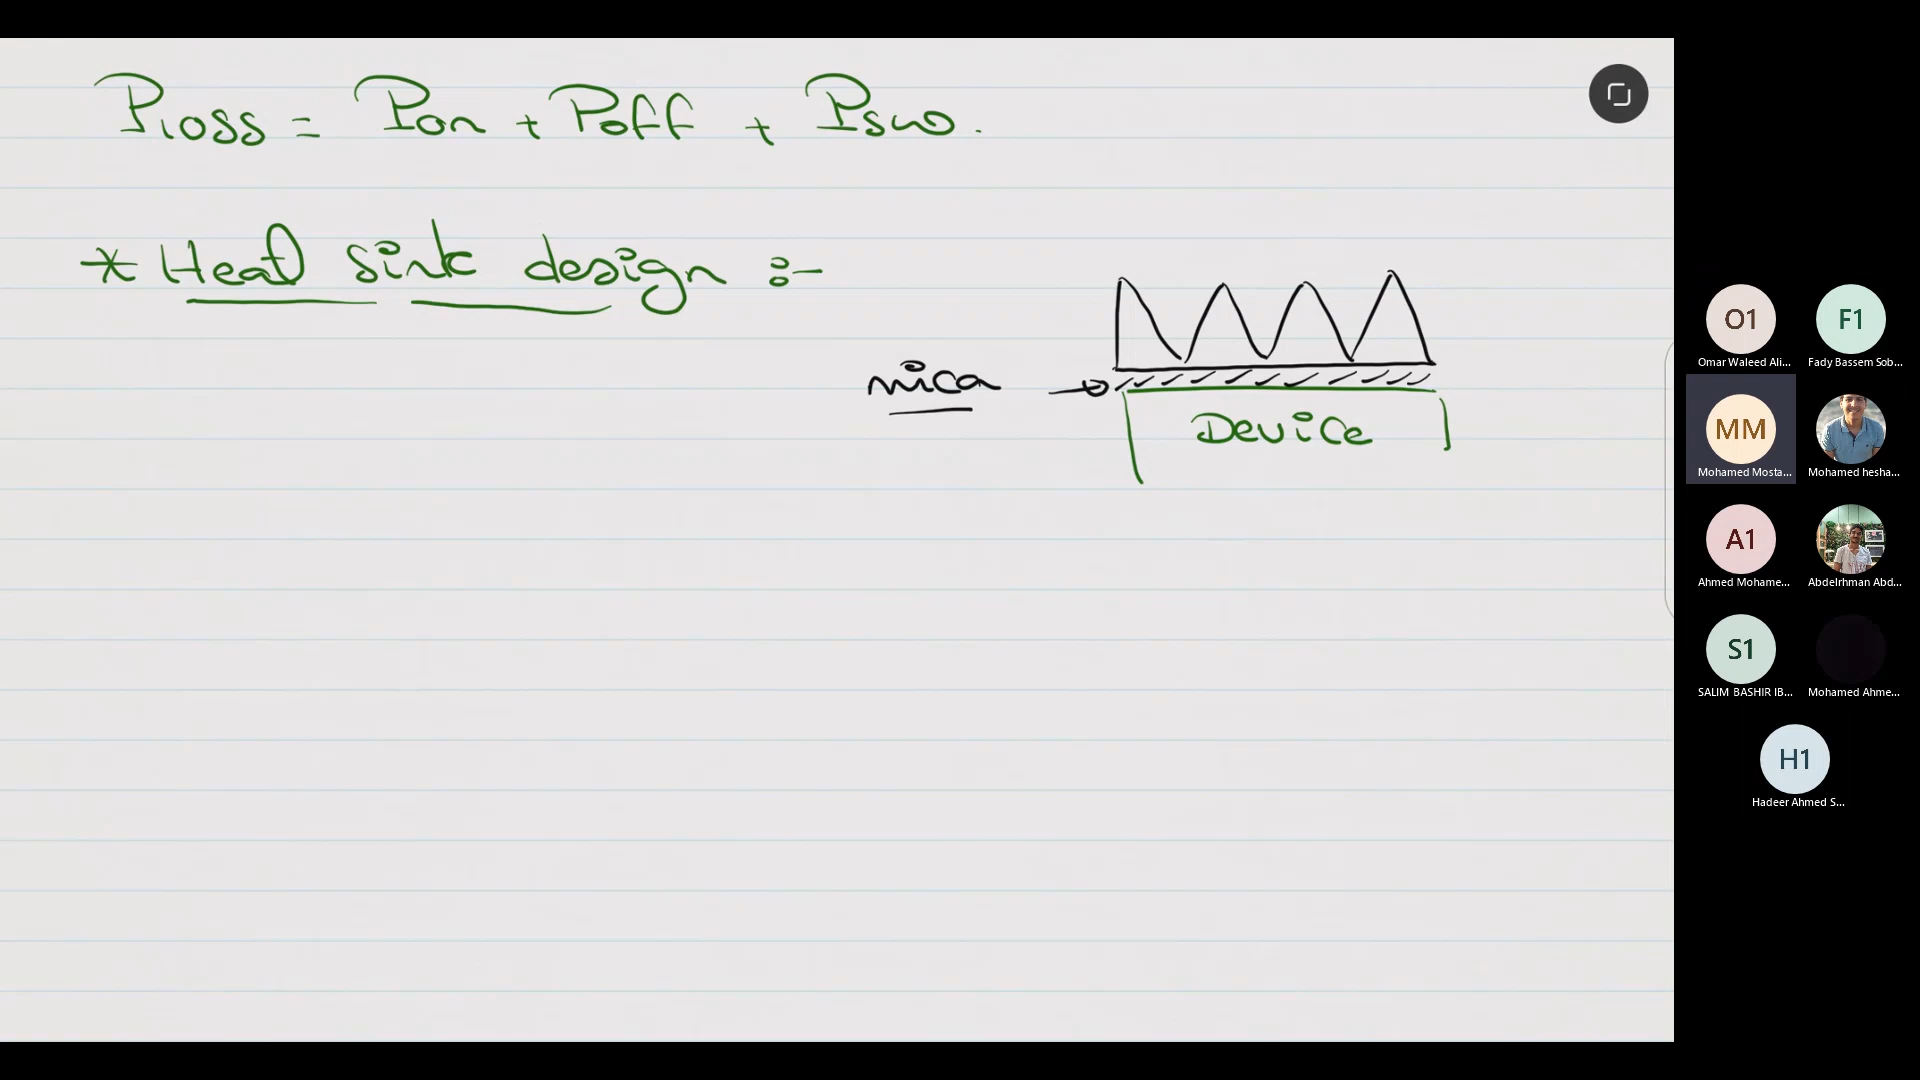 Ploss = Pon + Poff + Psw.
* Heat sink design :-
mica
Device
O1
Omar Waleed Ali...
F1
Fady Bassem Sob...
MM
Mohamed Mosta...
Mohamed hesha...
A1
Ahmed Mohame...
Abdelrhman Abd...
S1
SALIM BASHIR IB...
Mohamed Ahme...
H1
Hadeer Ahmed S...